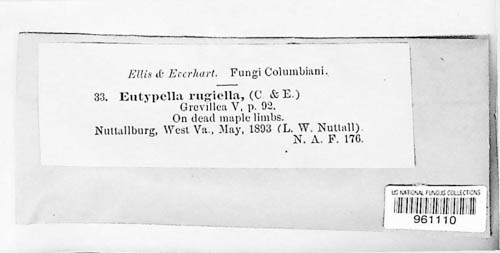 Ellis & Everhart. Fungi Columbiani.
33. Eutypella rugiella, (C & E.)
Grevillea V, p. 92.
On dead maple limbs.
Nuttallburg, West Va., May, 1893 (L. W. Nuttall)
N. A. F. 176.
US NATIONAL FUNGUS COLLECTIONS
961110